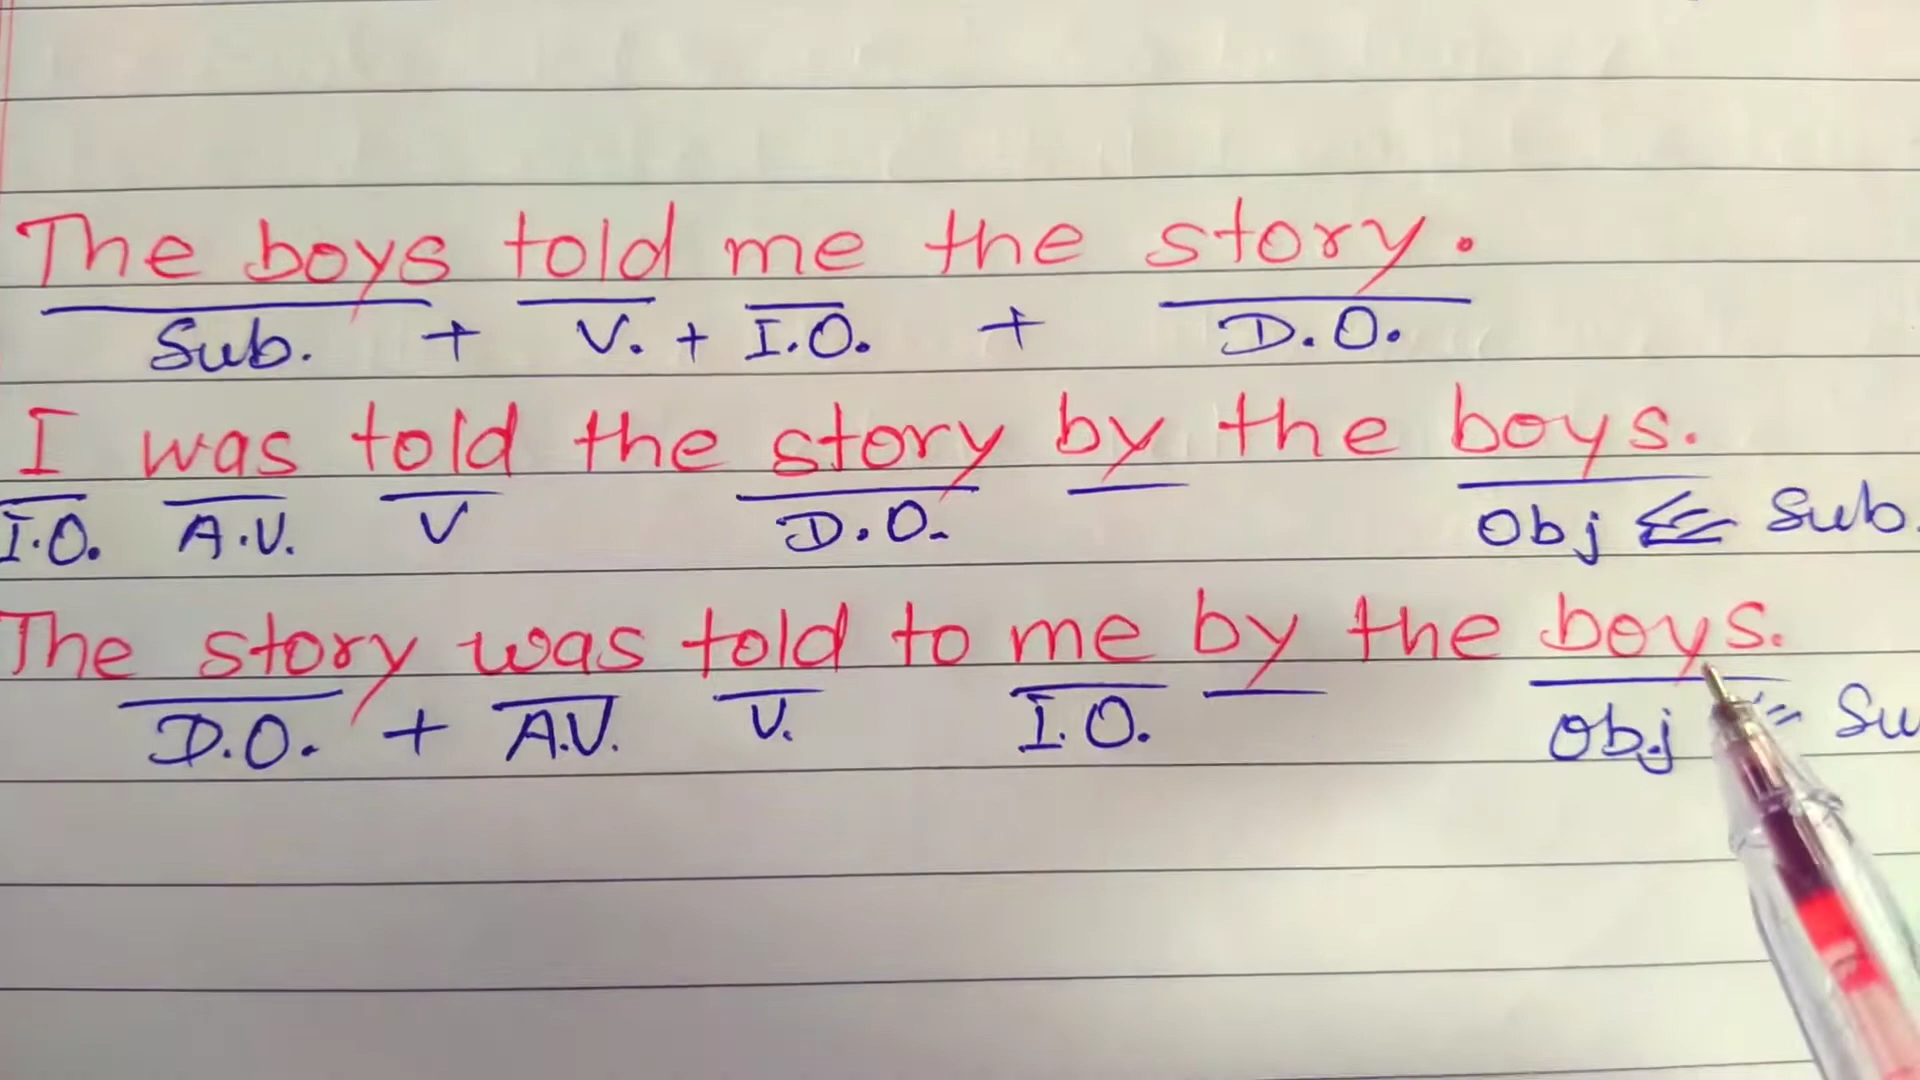 The boys told me the story.
Sub. + V. + I.O. + D.O.
I was told the story by the boys.
I.O. A.V. V D.O. Obj ⇐ Sub.
The story was told to me by the boys.
D.O. + A.V. V. I.O. Obj